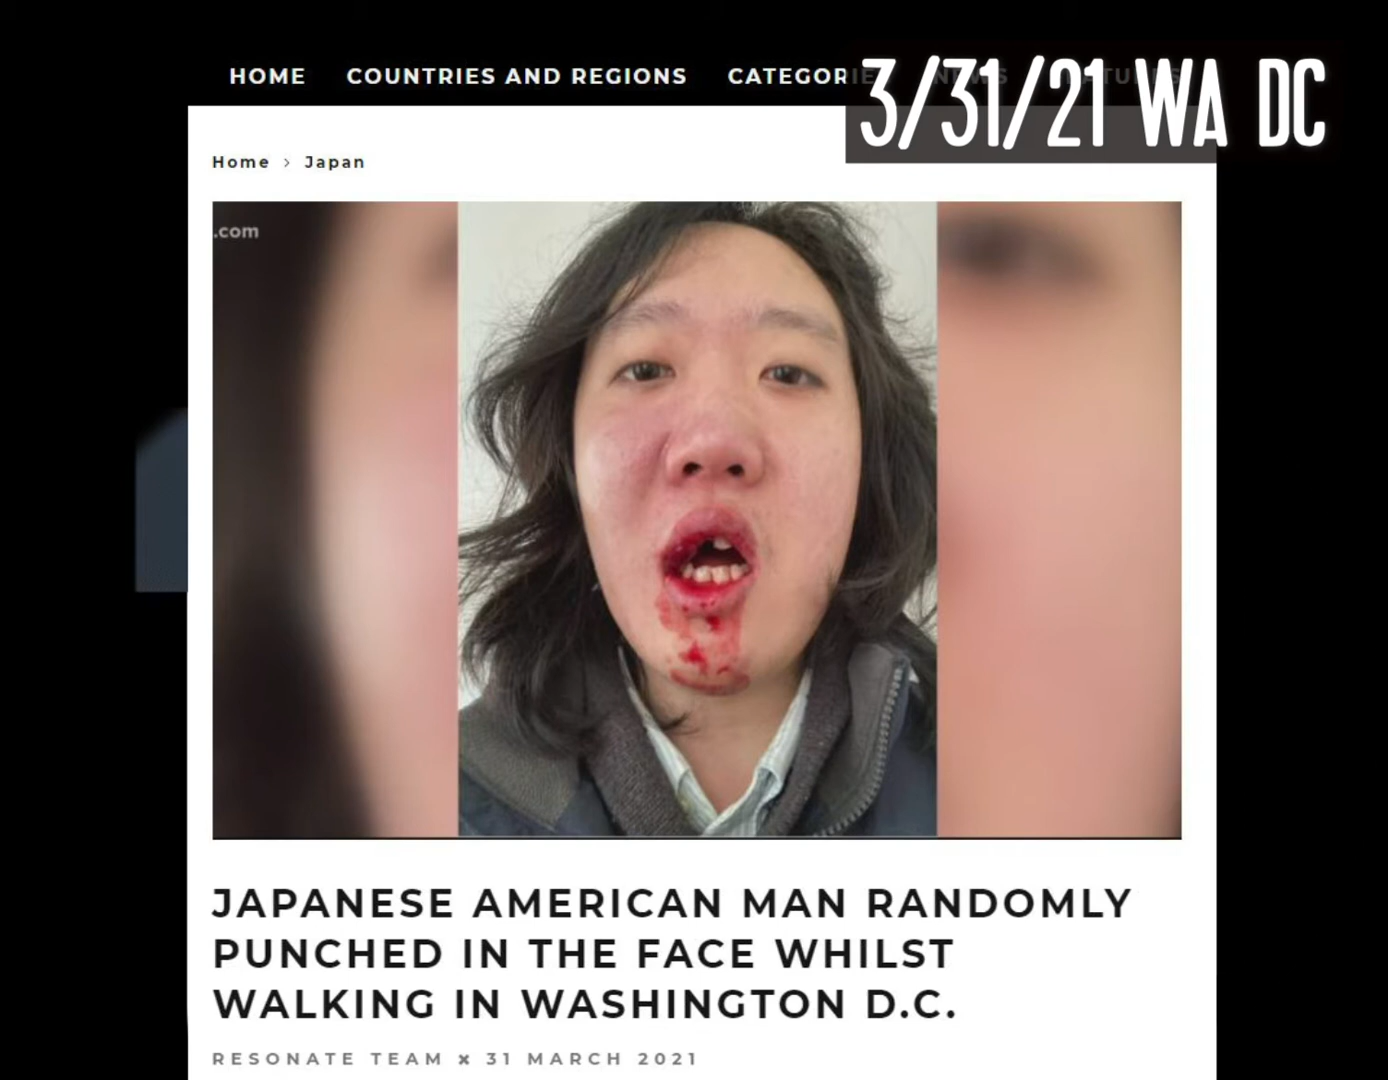 HOME COUNTRIES AND REGIONS CATEGORIE
3/31/21 WA DC
Home > Japan
.com
JAPANESE AMERICAN MAN RANDOMLY
PUNCHED IN THE FACE WHILST
WALKING IN WASHINGTON D.C.
RESONATE TEAM × 31 MARCH 2021